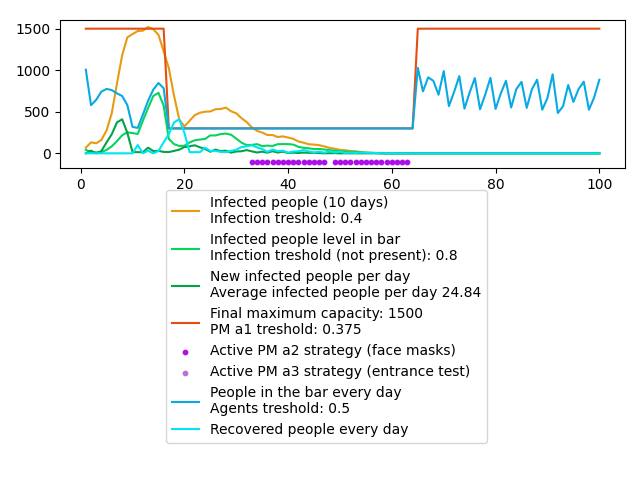 1500
1000
500
0
0 20 40 60 80 100
Infected people (10 days)
Infection treshold: 0.4
Infected people level in bar
Infection treshold (not present): 0.8
New infected people per day
Average infected people per day 24.84
Final maximum capacity: 1500
PM a1 treshold: 0.375
Active PM a2 strategy (face masks)
Active PM a3 strategy (entrance test)
People in the bar every day
Agents treshold: 0.5
Recovered people every day